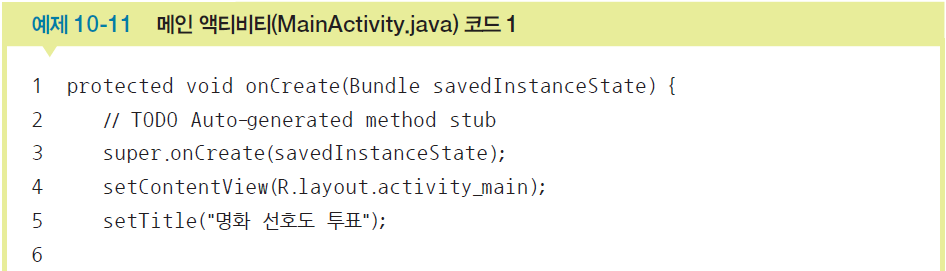 예제 10-11 메인 액티비티(MainActivity.java) 코드 1
1 protected void onCreate(Bundle savedInstanceState) {
2 // TODO Auto-generated method stub
3 super.onCreate(savedInstanceState);
4 setContentView(R.layout.activity_main);
5 setTitle("명화 선호도 투표");
6